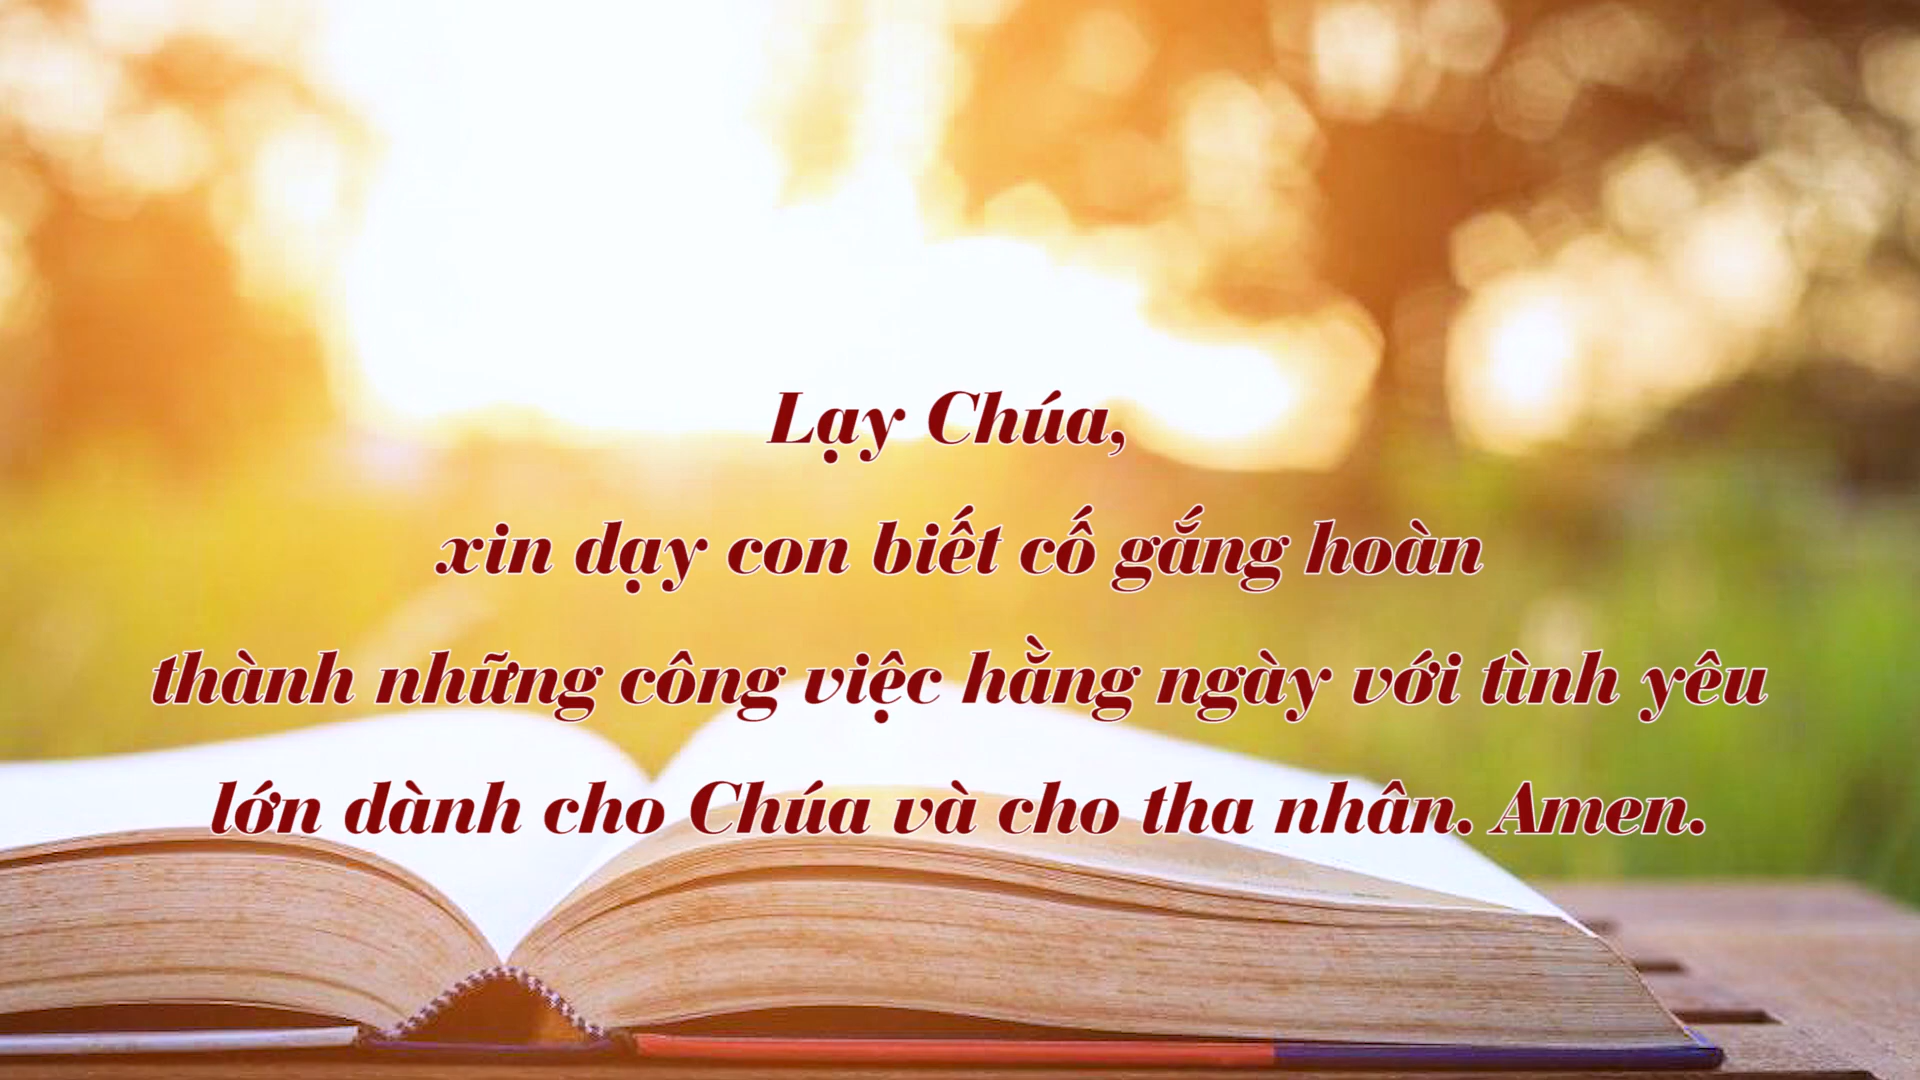 Lạy Chúa,
xin dạy con biết cố gắng hoàn
thành những công việc hằng ngày với tình yêu
lớn dành cho Chúa và cho tha nhân. Amen.